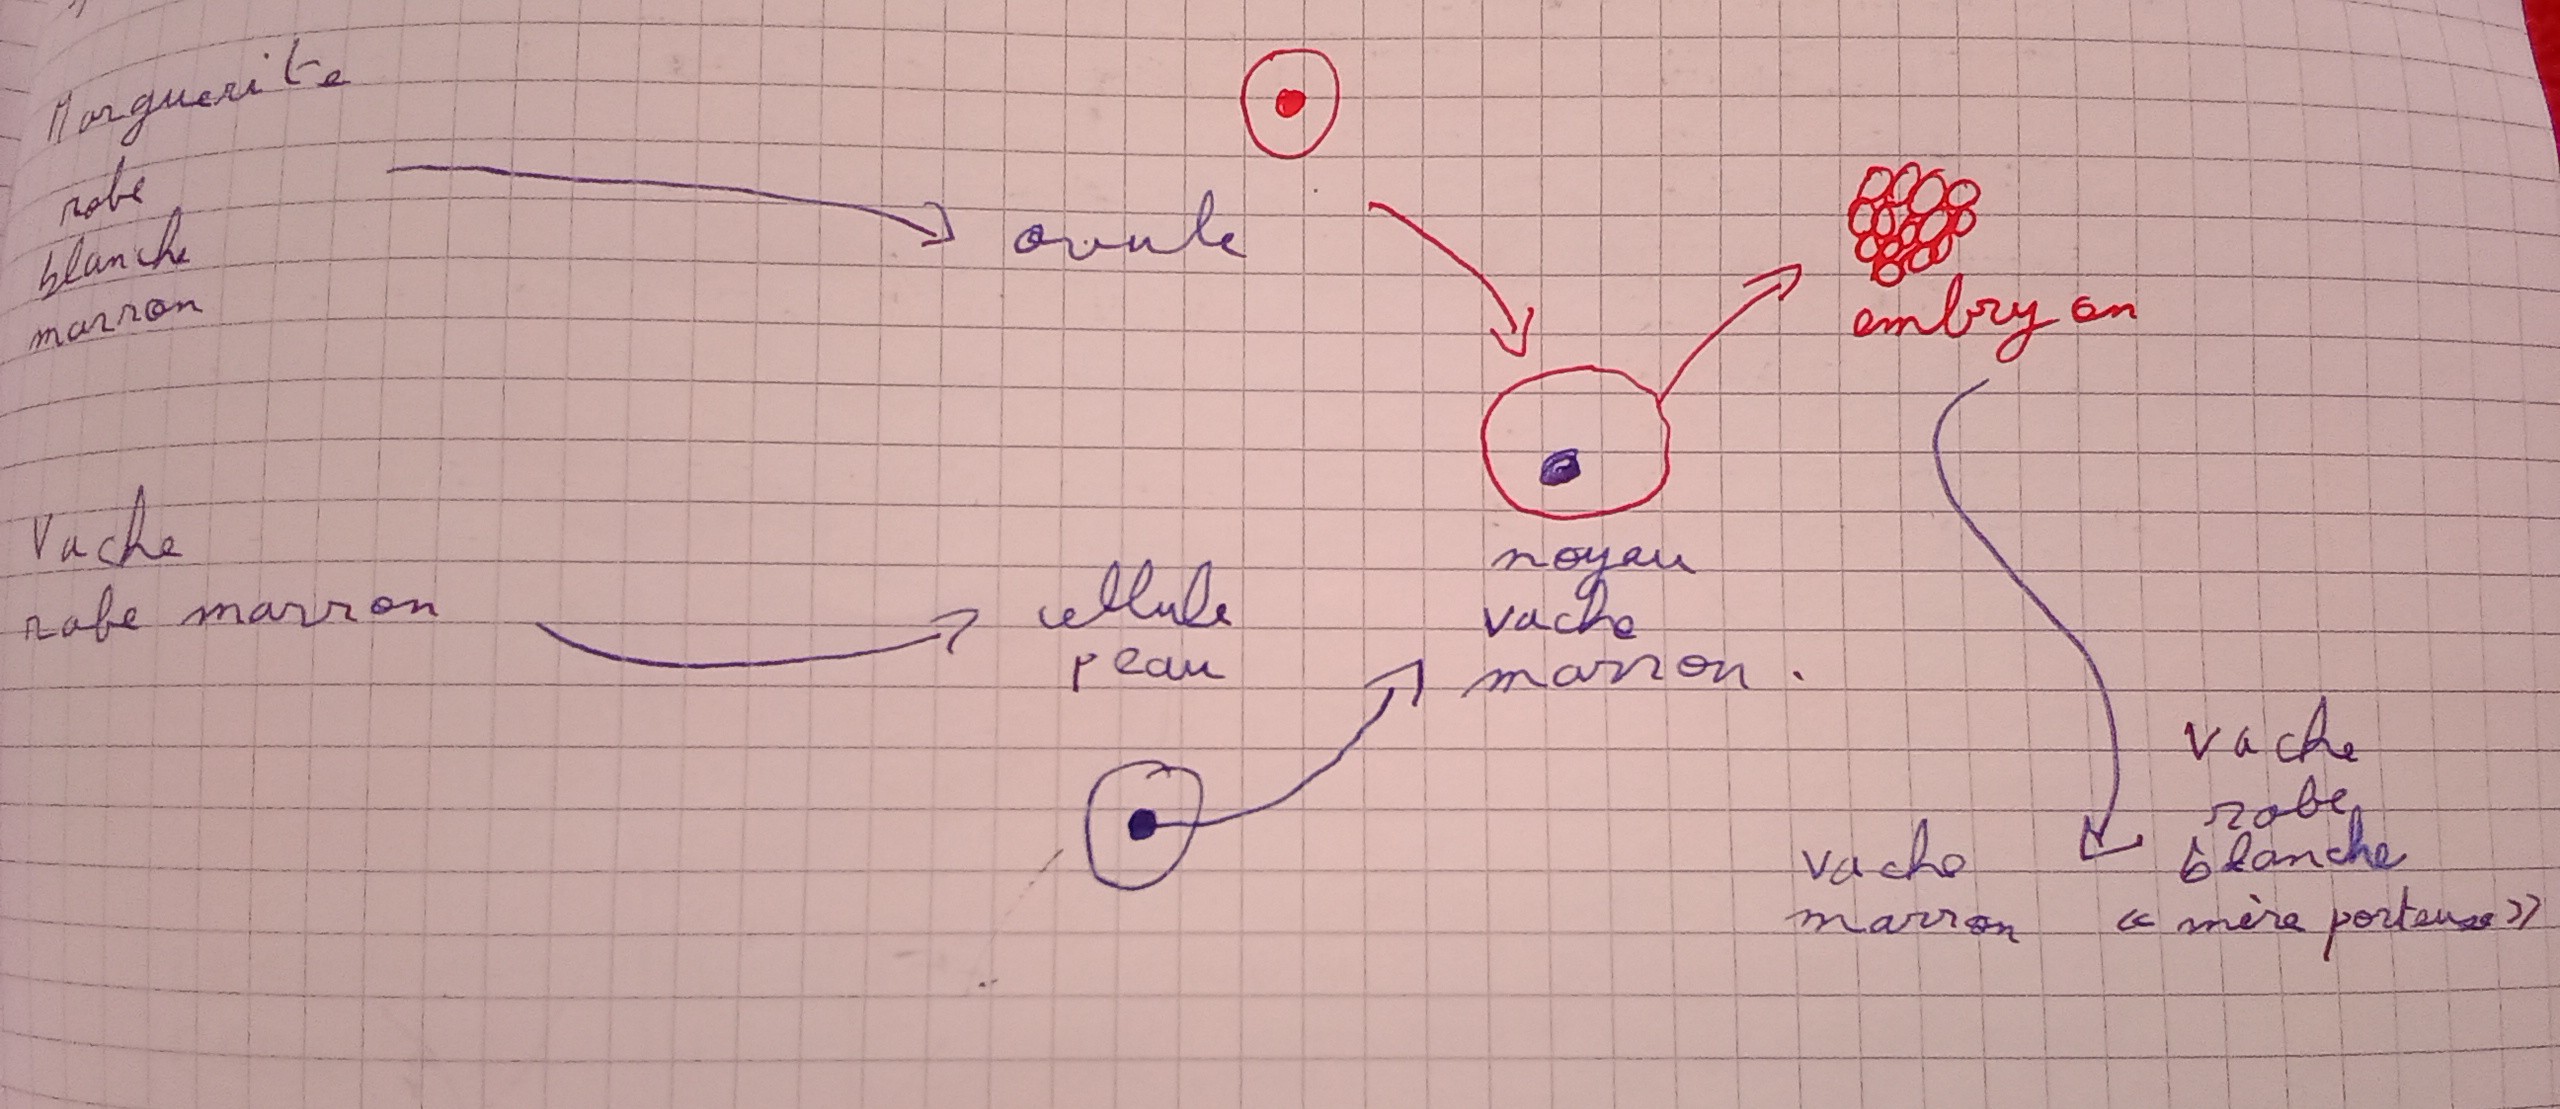 Marguerite
robe
blanche
marron
ovule
embryon
Vache
robe marron
cellule
peau
noyau
vache
marron.
vache
marron
vache
robe
blanche
« mère porteuse »